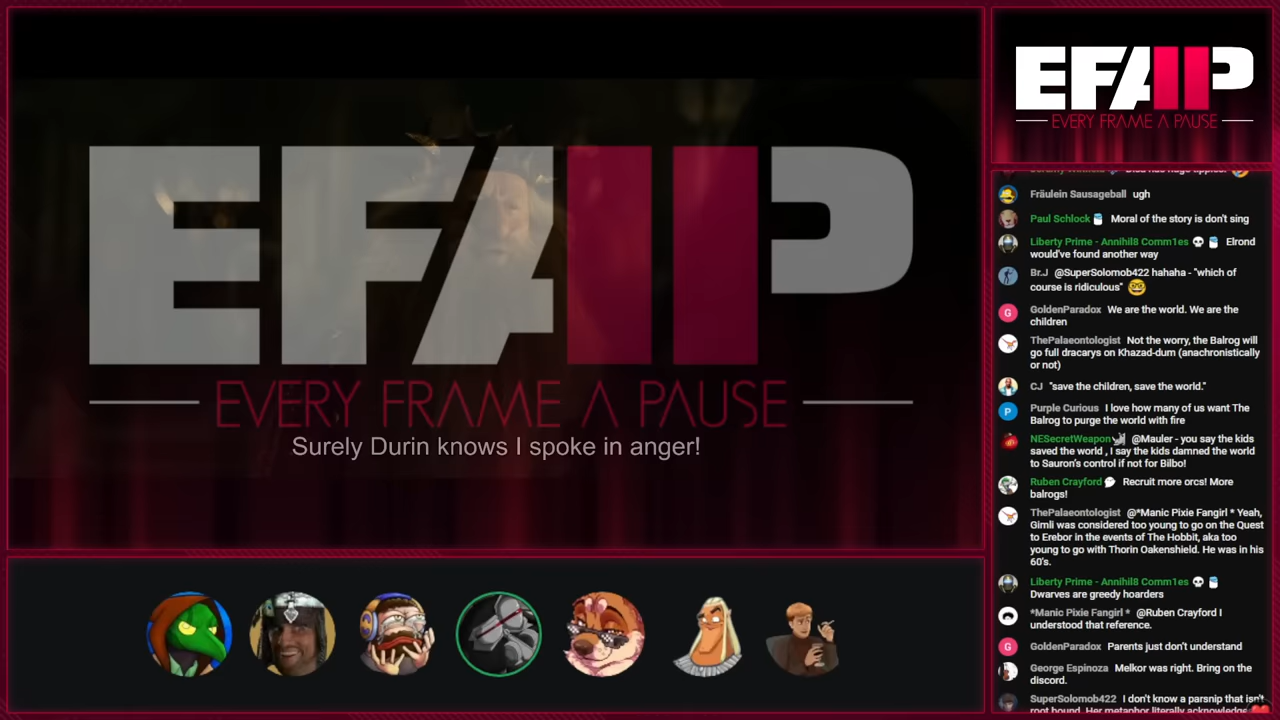 EFAP
EVERY FRAME A PAUSE
Surely Durin knows I spoke in anger!
EFAP
EVERY FRAME A PAUSE
Fräulein Sausageball ugh
Paul Schlock Moral of the story is don't sing
Liberty Prime - Annihil8 Comm1es Elrond
would've found another way
Br.J @SuperSolomob422 hahaha - "which of
course is ridiculous"
GoldenParadox We are the world. We are the
children
ThePalaeontologist Not the worry, the Balrog will
go full dracarys on Khazad-dum (anachronistically
or not)
CJ "save the children, save the world."
Purple Curious I love how many of us want The
Balrog to purge the world with fire
NESecretWeapon @Mauler - you say the kids
saved the world , I say the kids damned the world
to Sauron's control if not for Bilbo!
Ruben Crayford Recruit more orcs! More
balrogs!
ThePalaeontologist @*Manic Pixie Fangirl * Yeah,
Gimli was considered too young to go on the Quest
to Erebor in the events of The Hobbit, aka too
young to go with Thorin Oakenshield. He was in his
60's.
Liberty Prime - Annihil8 Comm1es
Dwarves are greedy hoarders
*Manic Pixie Fangirl * @Ruben Crayford I
understood that reference.
GoldenParadox Parents just don't understand
George Espinoza Melkor was right. Bring on the
discord.
SuperSolomob422 I don't know a parsnip that isn't
root bound. Her metaphor literally